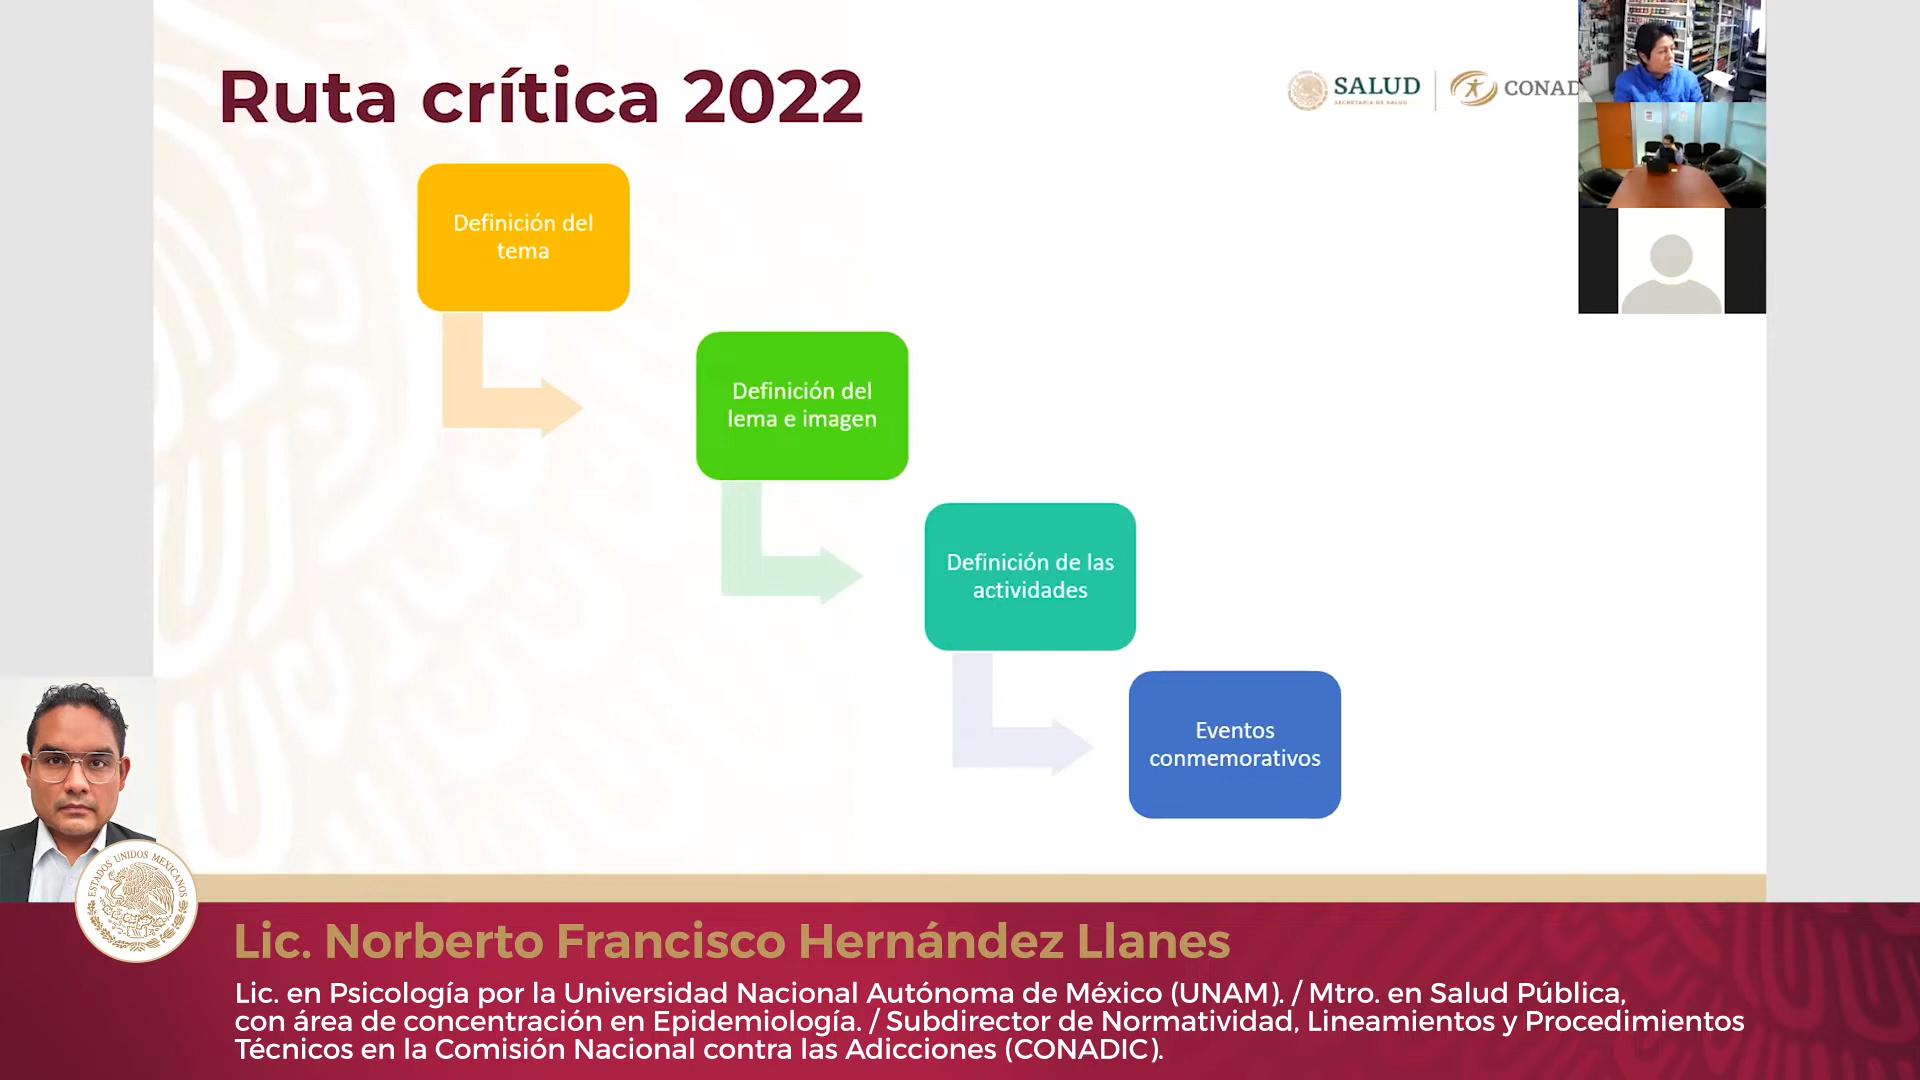 Ruta crítica 2022
SALUD
SECRETARÍA DE SALUD
CONAD
Definición del
tema
Definición del
lema e imagen
Definición de las
actividades
Eventos
conmemorativos
ESTADOS UNIDOS MEXICANOS
Lic. Norberto Francisco Hernández Llanes
Lic. en Psicología por la Universidad Nacional Autónoma de México (UNAM). / Mtro. en Salud Pública,
con área de concentración en Epidemiología. / Subdirector de Normatividad, Lineamientos y Procedimientos
Técnicos en la Comisión Nacional contra las Adicciones (CONADIC).